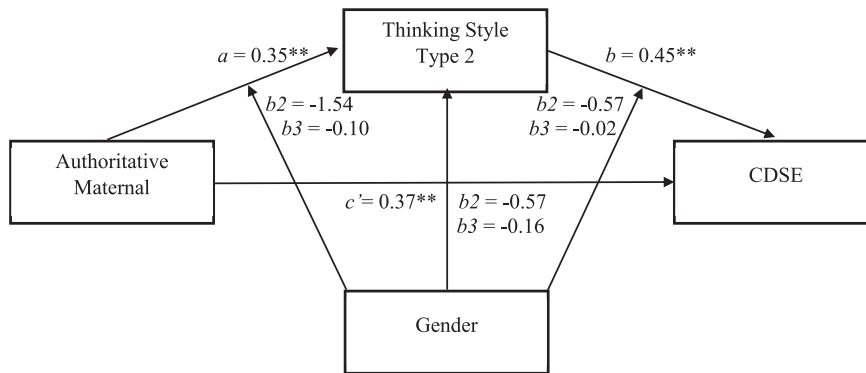 Thinking Style
Type 2
a = 0.35**
b = 0.45**
b2 = -1.54
b3 = -0.10
b2 = -0.57
b3 = -0.02
Authoritative
Maternal
CDSE
c'= 0.37**
b2 = -0.57
b3 = -0.16
Gender